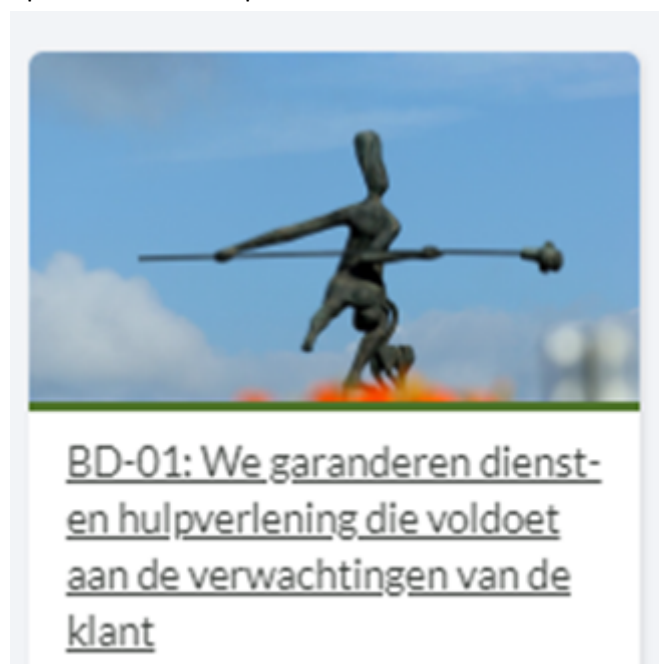 BD-01: We garanderen dienst-
en hulpverlening die voldoet
aan de verwachtingen van de
klant